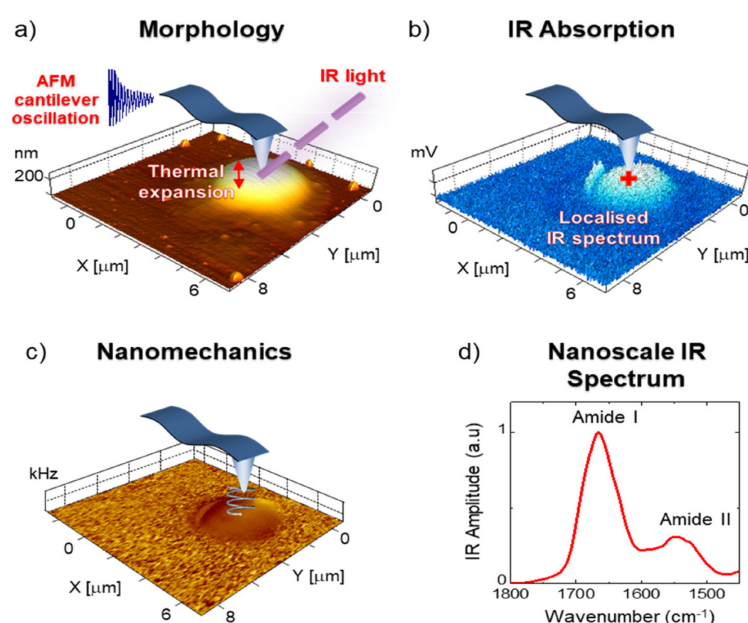 a)
Morphology
AFM
cantilever
oscillation
IR light
nm
200
Thermal
expansion
0
X [μm]
6
8
Y [μm]
0
b)
IR Absorption
mV
Localised
IR spectrum
0
X [μm]
6
8
Y [μm]
0
c)
Nanomechanics
kHz
0
X [μm]
6
8
Y [μm]
0
d)
Nanoscale IR
Spectrum
IR Amplitude (a.u)
1
0
Amide I
Amide II
1800
1700
1600
1500
Wavenumber (cm⁻¹)